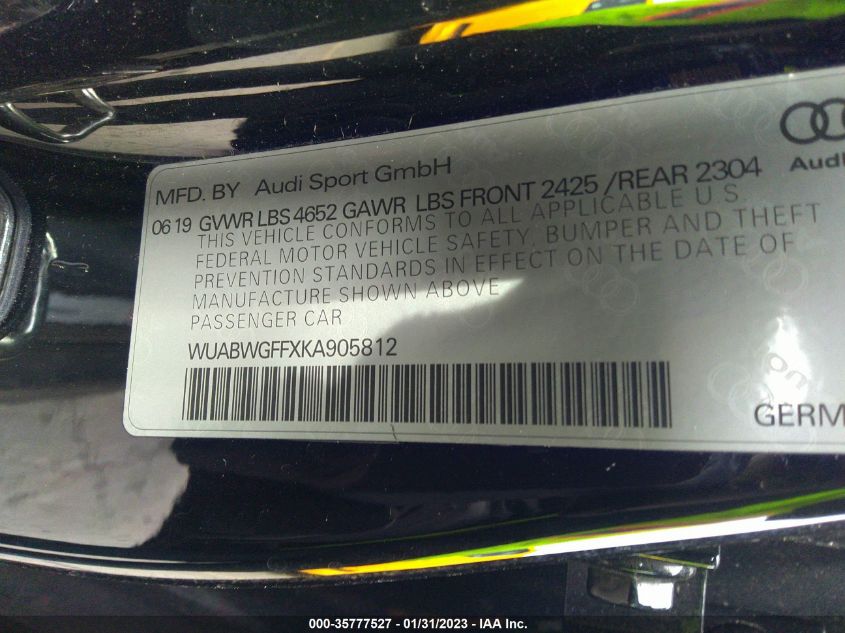 Audi
MFD. BY Audi Sport GmbH
06 19 GVWR LBS 4652 GAWR LBS FRONT 2425 /REAR 2304
THIS VEHICLE CONFORMS TO ALL APPLICABLE U.S.
FEDERAL MOTOR VEHICLE SAFETY, BUMPER AND THEFT
PREVENTION STANDARDS IN EFFECT ON THE DATE OF
MANUFACTURE SHOWN ABOVE
PASSENGER CAR
WUABWGFFXKA905812
GERM
000-35777527 - 01/31/2023 - IAA Inc.